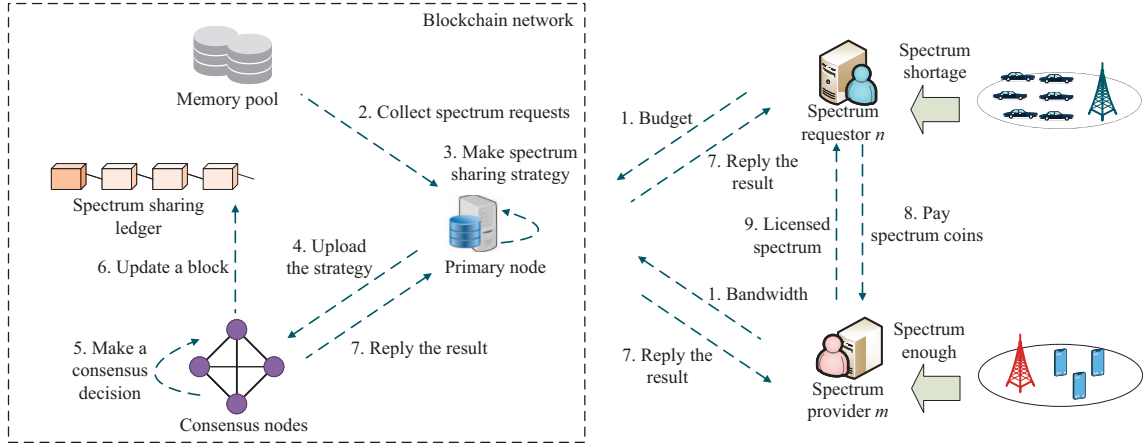 Blockchain network
Memory pool
2. Collect spectrum requests
3. Make spectrum
sharing strategy
Spectrum sharing
ledger
4. Upload
the strategy
Primary node
6. Update a block
5. Make a
consensus
decision
7. Reply the result
Consensus nodes
1. Budget
7. Reply the
result
Spectrum
requestor n
Spectrum
shortage
9. Licensed
spectrum
8. Pay
spectrum coins
1. Bandwidth
7. Reply the
result
Spectrum
provider m
Spectrum
enough